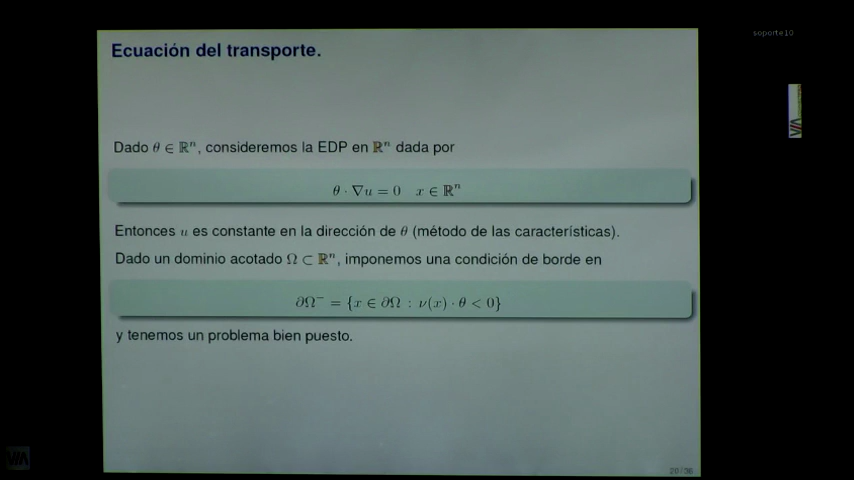 soporte10
Ecuación del transporte.
Dado θ ∈ ℝⁿ, consideremos la EDP en ℝⁿ dada por
θ · ∇u = 0 x ∈ ℝⁿ
Entonces u es constante en la dirección de θ (método de las características).
Dado un dominio acotado Ω ⊂ ℝⁿ, imponemos una condición de borde en
∂Ω⁻ = {x ∈ ∂Ω : ν(x) · θ < 0}
y tenemos un problema bien puesto.